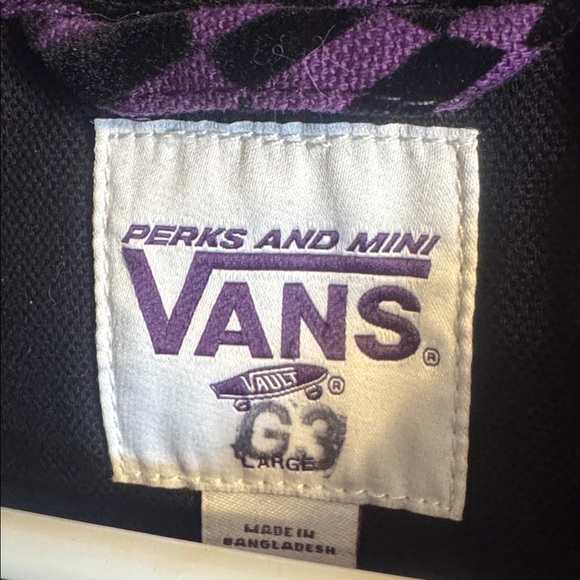 PERKS AND MINI
VANS®
VAULT ®
G3
LARGE
MADE IN
BANGLADESH